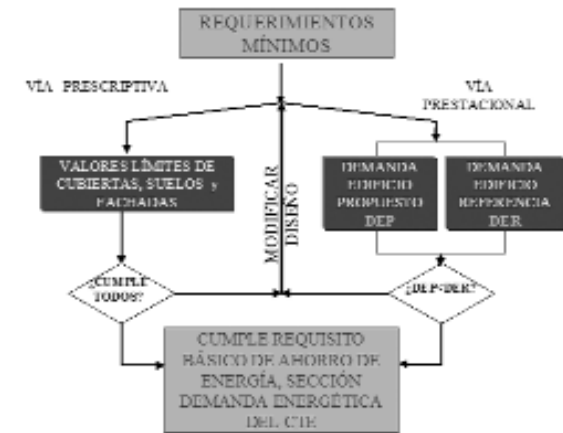 REQUERIMIENTOS
MÍNIMOS
VÍA PRESCRIPTIVA
VÍA
PRESTACIONAL
VALORES LÍMITES DE
CUBIERTAS, SUELOS y
FACHADAS
MODIFICAR
DISEÑO
DEMANDA
EDIFICIO
PROPUESTO
DEP
DEMANDA
EDIFICIO
REFERENCIA
DER
¿CUMPLE
TODOS?
¿DEP<DER?
CUMPLE REQUISITO
BÁSICO DE AHORRO DE
ENERGÍA, SECCIÓN
DEMANDA ENERGÉTICA
DEL CTE